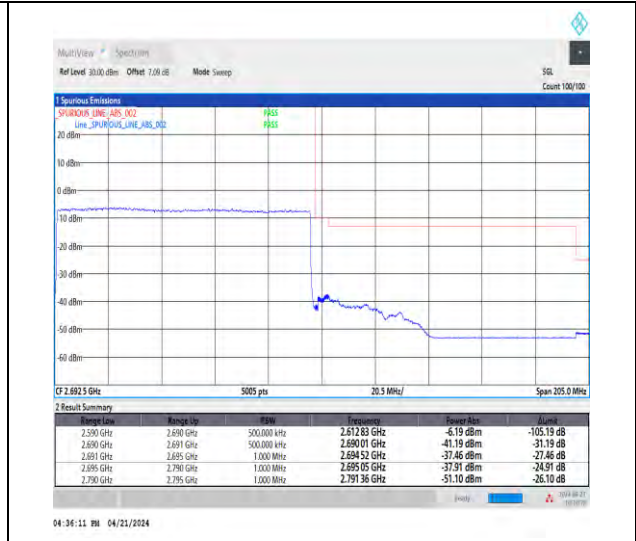 MultiView Spectrum
Ref Level 30.00 dBm Offset 7.09 dB Mode Sweep SGL
Count 100/100
1 Spurious Emissions
SPURIOUS_LINE_ABS_002 PASS
Line _SPURIOUS_LINE_ABS_002 PASS
20 dBm
10 dBm
0 dBm
-10 dBm
-20 dBm
-30 dBm
-40 dBm
-50 dBm
-60 dBm
CF 2.6925 GHz 5005 pts 20.5 MHz/ Span 205.0 MHz
2 Result Summary
Range Low Range Up RBW Frequency Power Abs ΔLimit
2.590 GHz 2.690 GHz 500.000 kHz 2.612 83 GHz -6.19 dBm -105.19 dB
2.690 GHz 2.691 GHz 500.000 kHz 2.690 01 GHz -41.19 dBm -31.19 dB
2.691 GHz 2.695 GHz 1.000 MHz 2.694 52 GHz -37.46 dBm -27.46 dB
2.695 GHz 2.790 GHz 1.000 MHz 2.695 05 GHz -37.91 dBm -24.91 dB
2.790 GHz 2.795 GHz 1.000 MHz 2.791 36 GHz -51.10 dBm -26.10 dB
Ready
04:36:11 PM 04/21/2024